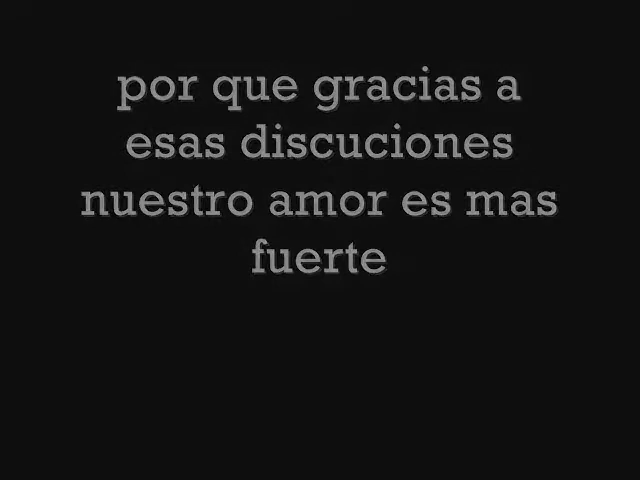 por que gracias a
esas discuciones
nuestro amor es mas
fuerte